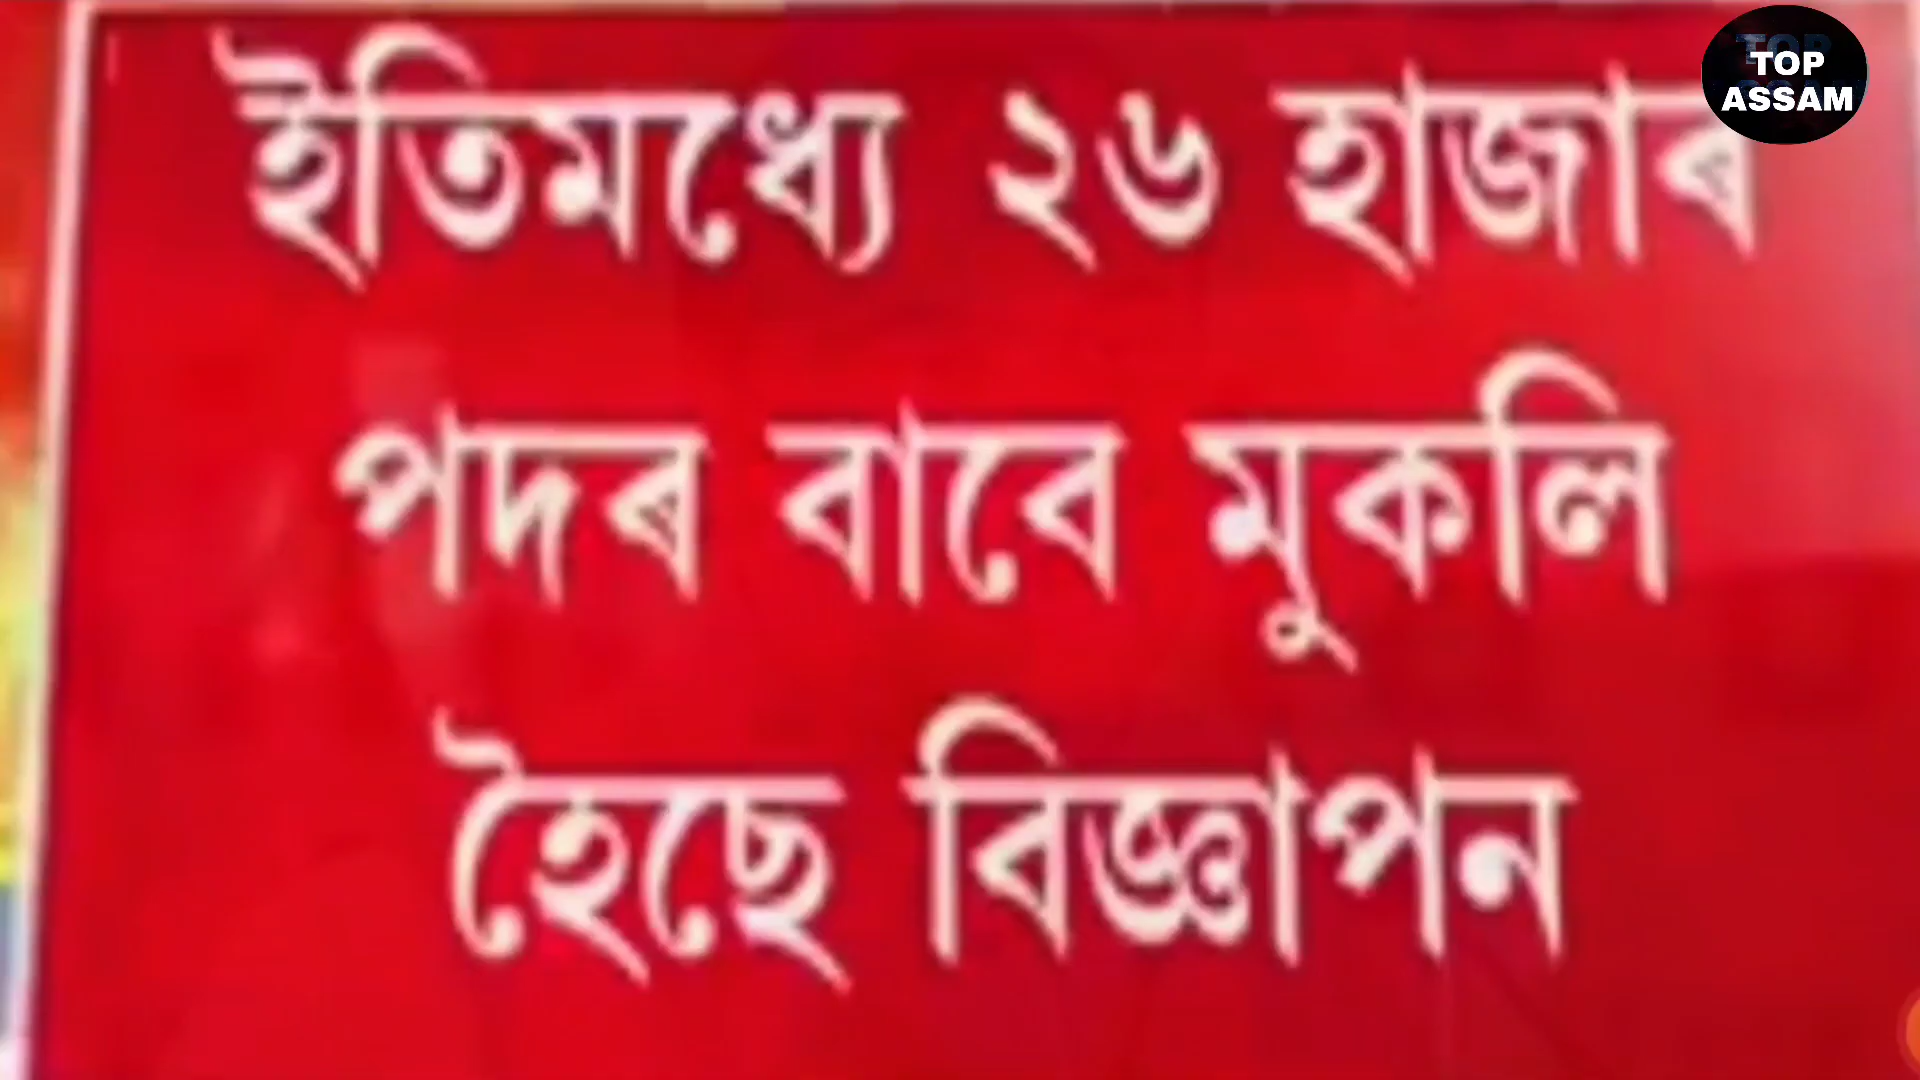 ইতিমধ্যে ২৬ হাজাৰ
পদৰ বাবে মুকলি
হৈছে বিজ্ঞাপন
TOP
ASSAM